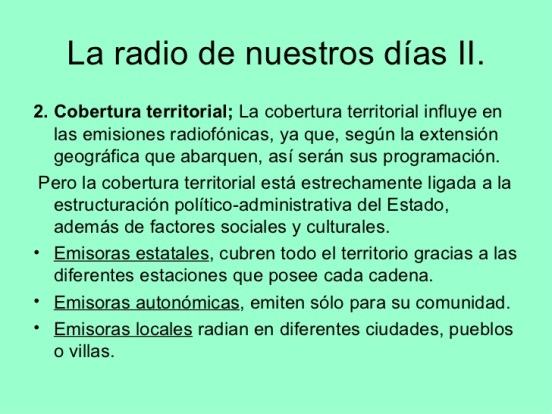 La radio de nuestros días II.
2. Cobertura territorial; La cobertura territorial influye en
las emisiones radiofónicas, ya que, según la extensión
geográfica que abarquen, así serán sus programación.
Pero la cobertura territorial está estrechamente ligada a la
estructuración político-administrativa del Estado,
además de factores sociales y culturales.
• Emisoras estatales, cubren todo el territorio gracias a las
diferentes estaciones que posee cada cadena.
• Emisoras autonómicas, emiten sólo para su comunidad.
• Emisoras locales radian en diferentes ciudades, pueblos
o villas.